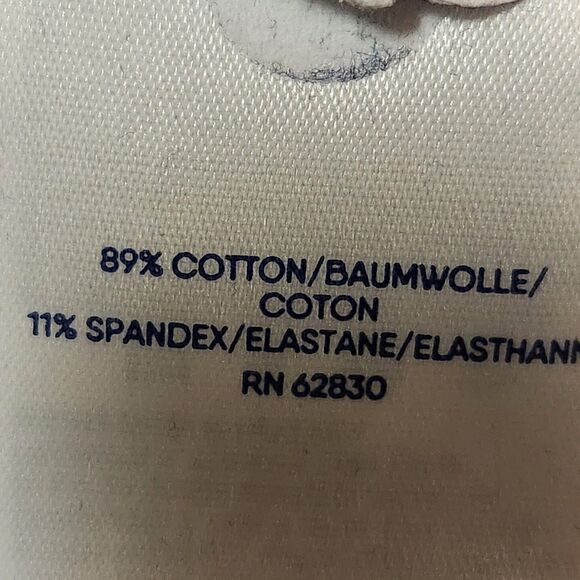 89% COTTON/BAUMWOLLE/
COTON
11% SPANDEX/ELASTANE/ELASTHANN
RN 62830